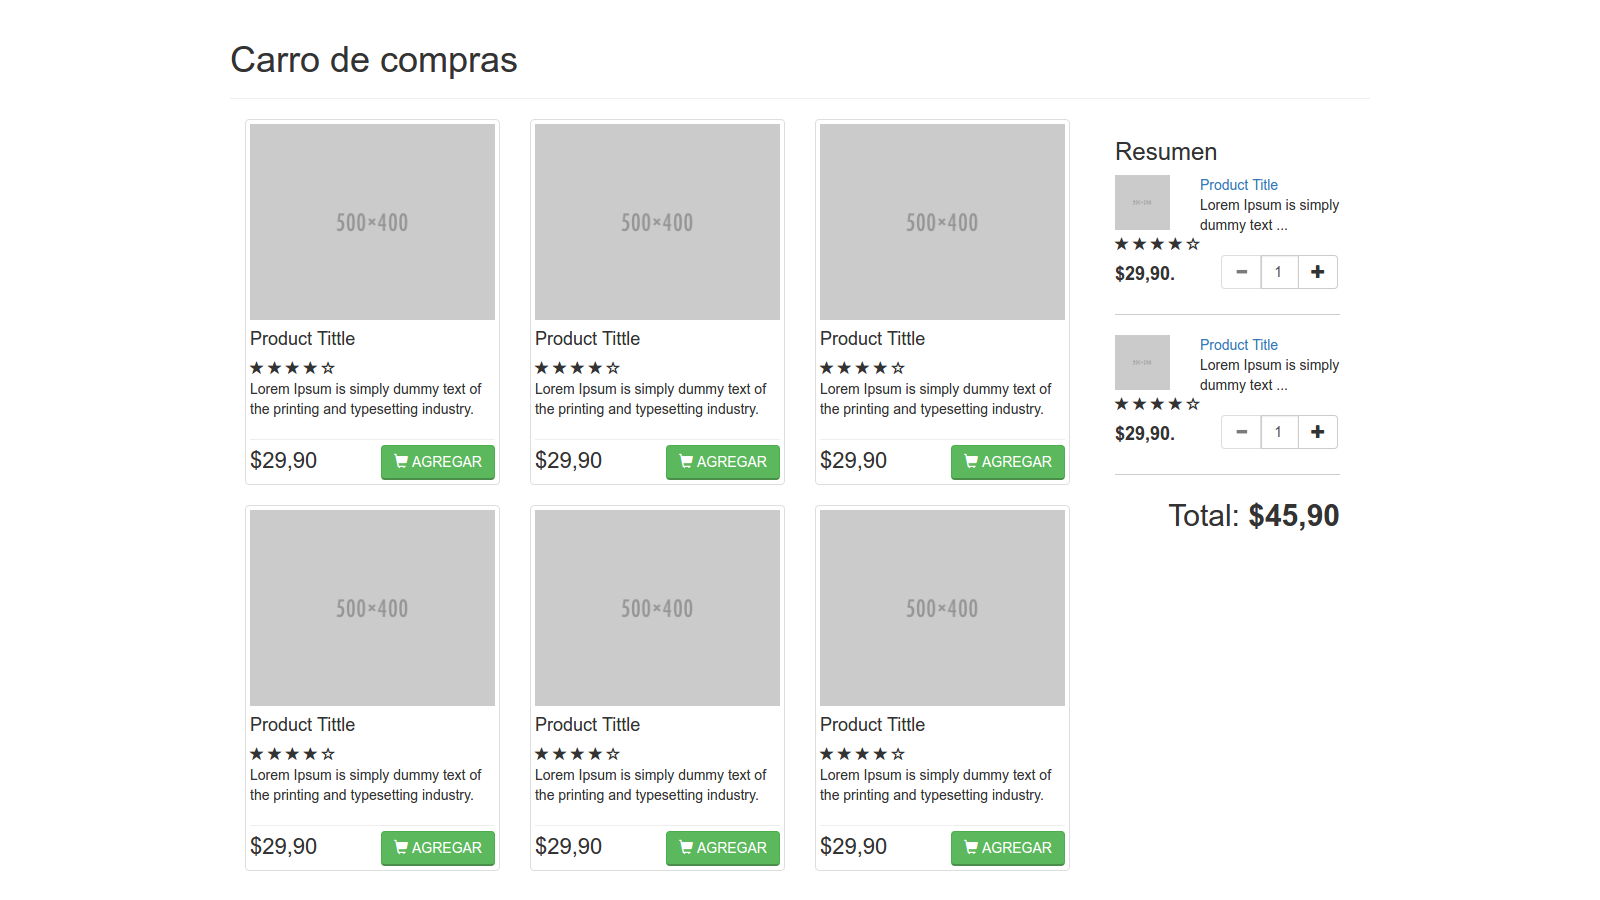 Carro de compras
500×400
500×400
500×400
Product Tittle
Product Tittle
Product Tittle
Lorem Ipsum is simply dummy text of
the printing and typesetting industry.
Lorem Ipsum is simply dummy text of
the printing and typesetting industry.
Lorem Ipsum is simply dummy text of
the printing and typesetting industry.
$29,90 AGREGAR
$29,90 AGREGAR
$29,90 AGREGAR
500×400
500×400
500×400
Product Tittle
Product Tittle
Product Tittle
Lorem Ipsum is simply dummy text of
the printing and typesetting industry.
Lorem Ipsum is simply dummy text of
the printing and typesetting industry.
Lorem Ipsum is simply dummy text of
the printing and typesetting industry.
$29,90 AGREGAR
$29,90 AGREGAR
$29,90 AGREGAR
Resumen
Product Title
Lorem Ipsum is simply
dummy text ...
$29,90. 1
Product Title
Lorem Ipsum is simply
dummy text ...
$29,90. 1
Total: $45,90